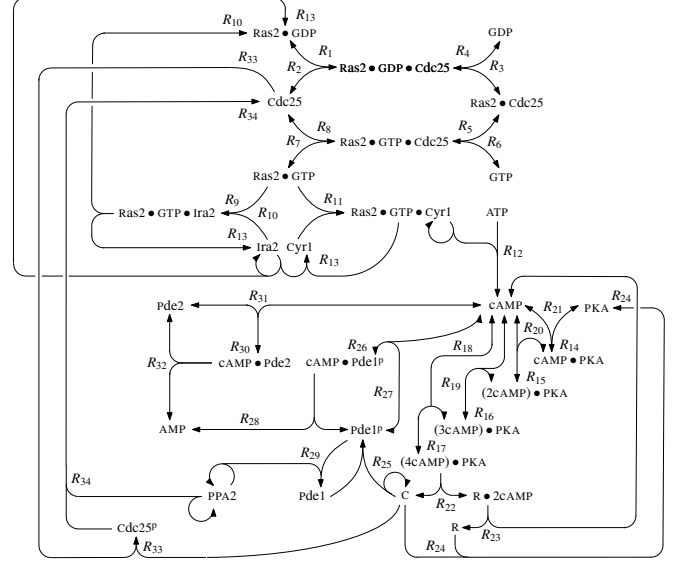 R10
R13
Ras2 • GDP
GDP
R33
R1
R4
R2
Ras2 • GDP • Cdc25
R3
Cdc25
Ras2 • Cdc25
R34
R8
R5
R7
Ras2 • GTP • Cdc25
R6
Ras2 • GTP
GTP
R9
R11
Ras2 • GTP • Ira2
R10
Ras2 • GTP • Cyr1
ATP
R13
Ira2
Cyr1
R13
R12
Pde2
R31
cAMP
R21
PKA
R24
R20
R26
R18
R14
R32
R30
cAMP • Pde2
cAMP • Pde1p
cAMP • PKA
R19
R15
R27
(2cAMP) • PKA
R16
AMP
R28
Pde1p
(3cAMP) • PKA
R17
R29
R25
(4cAMP) • PKA
R34
PPA2
Pde1
C
R22
R • 2cAMP
Cdc25p
R
R23
R33
R24